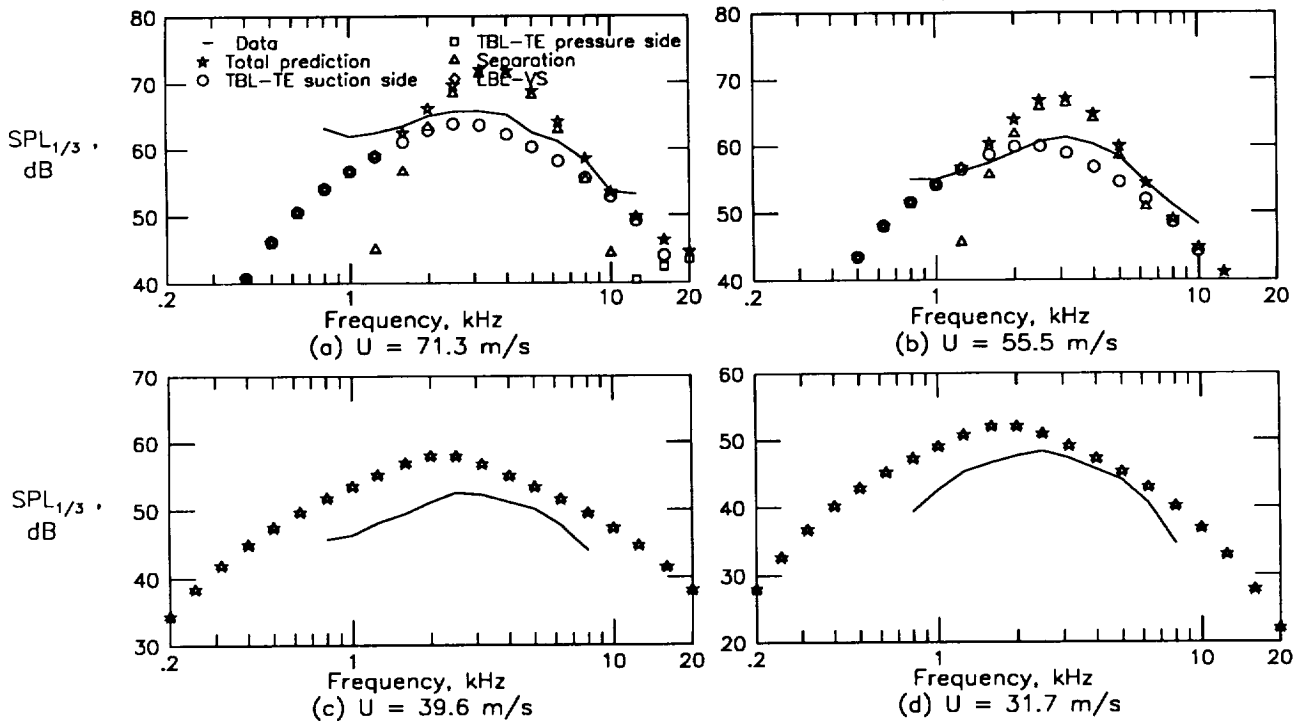 SPL1/3 , dB
80
70
60
50
40
.2
1
10
20
— Data
★ Total prediction
○ TBL-TE suction side
□ TBL-TE pressure side
△ Separation
◇ LBL-VS
Frequency, kHz
(a) U = 71.3 m/s
80
70
60
50
40
.2
1
10
20
Frequency, kHz
(b) U = 55.5 m/s
SPL1/3 , dB
70
60
50
40
30
.2
1
10
20
Frequency, kHz
(c) U = 39.6 m/s
60
50
40
30
20
.2
1
10
20
Frequency, kHz
(d) U = 31.7 m/s